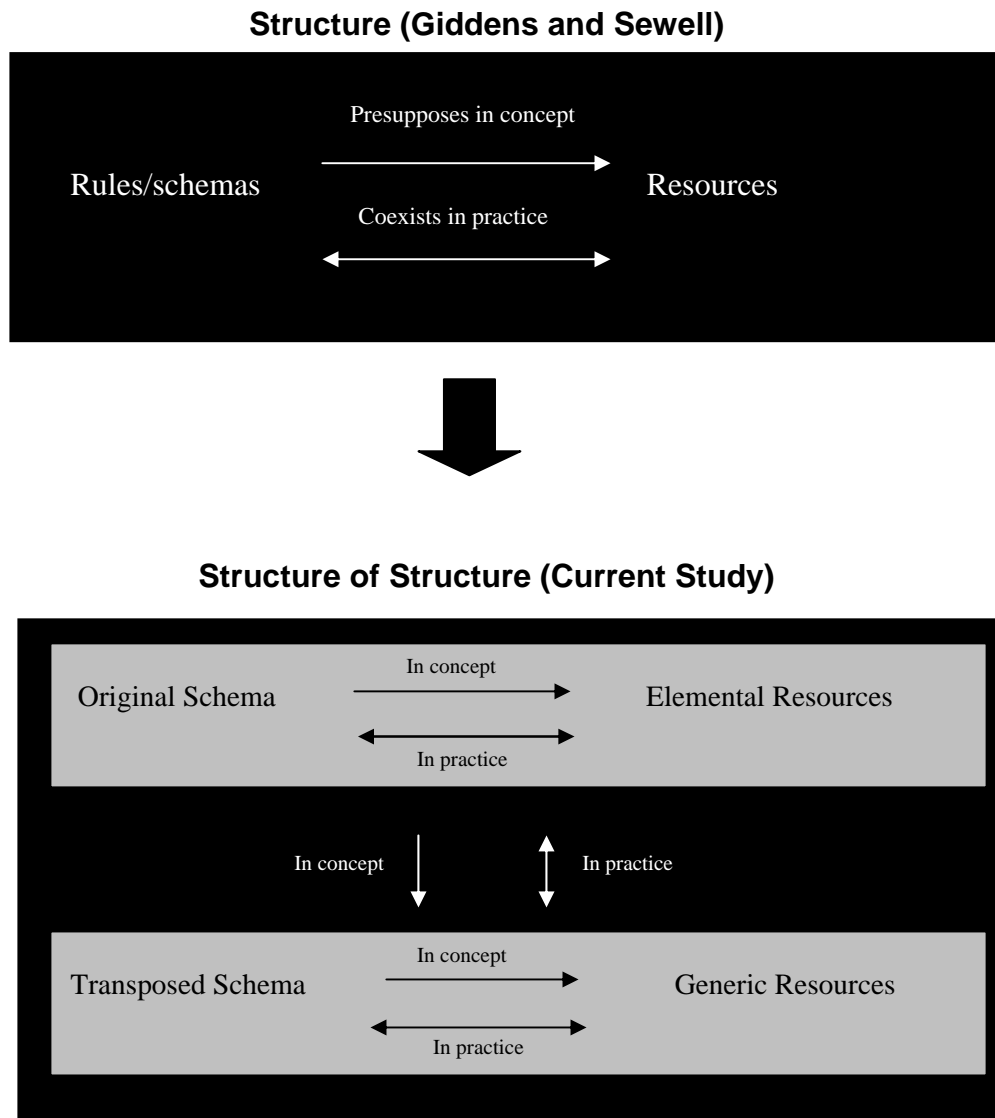 Structure (Giddens and Sewell)
Presupposes in concept
Rules/schemas
Resources
Coexists in practice
Structure of Structure (Current Study)
In concept
Original Schema
Elemental Resources
In practice
In concept
In practice
In concept
Transposed Schema
Generic Resources
In practice